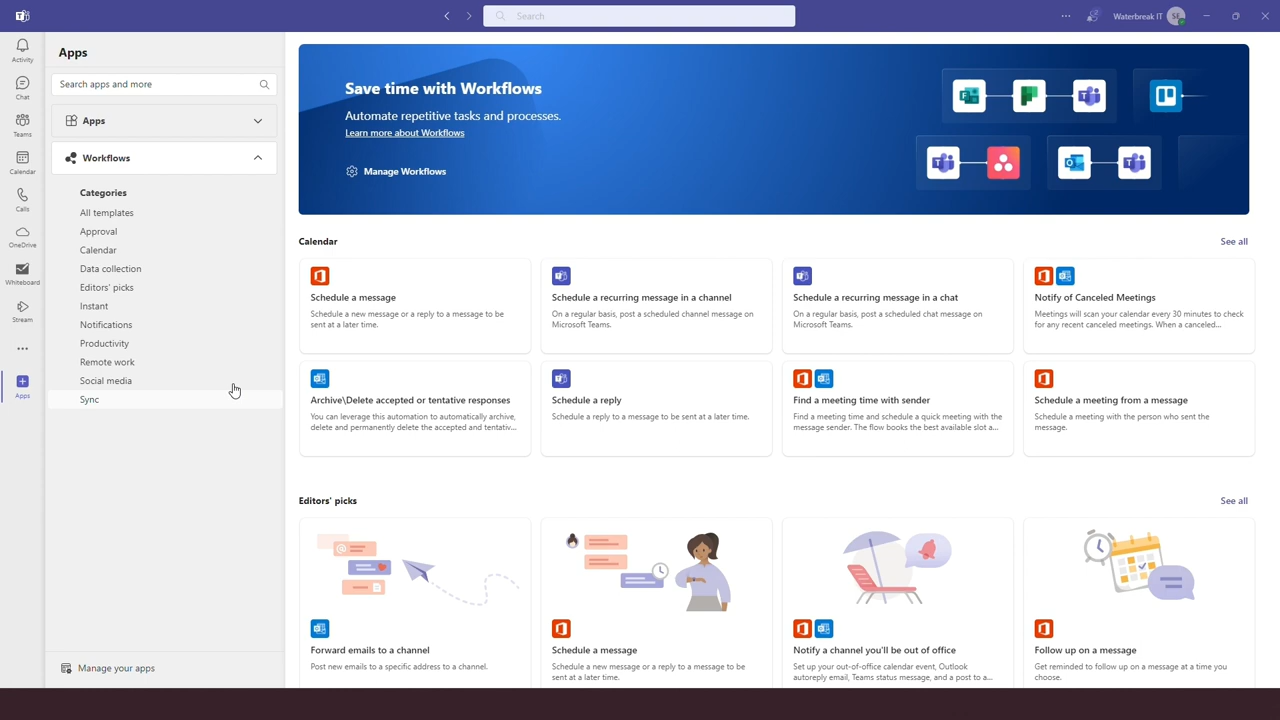 Search
Waterbreak IT
Activity
Chat
Teams
Calendar
Calls
OneDrive
Whiteboard
Stream
Apps
Apps
Search apps and more
Apps
Workflows
Categories
All templates
Approval
Calendar
Data collection
Editors' picks
Instant
Notifications
Productivity
Remote work
Social media
Sync
Manage your apps
Save time with Workflows
Automate repetitive tasks and processes.
Learn more about Workflows
Manage Workflows
Calendar
See all
Schedule a message
Schedule a new message or a reply to a message to be
sent at a later time.
Schedule a recurring message in a channel
On a regular basis, post a scheduled channel message on
Microsoft Teams.
Schedule a recurring message in a chat
On a regular basis, post a scheduled chat message on
Microsoft Teams.
Notify of Canceled Meetings
Meetings will scan your calendar every 30 minutes to check
for any recent canceled meetings. When a canceled...
Archive\Delete accepted or tentative responses
You can leverage this automation to automatically archive,
delete and permanently delete the accepted and tentativ...
Schedule a reply
Schedule a reply to a message to be sent at a later time.
Find a meeting time with sender
Find a meeting time and schedule a quick meeting with the
message sender. The flow books the best available slot a...
Schedule a meeting from a message
Schedule a meeting with the person who sent the
message.
Editors' picks
See all
Forward emails to a channel
Post new emails to a specific address to a channel.
Schedule a message
Schedule a new message or a reply to a message to be
sent at a later time.
Notify a channel you'll be out of office
Set up your out-of-office calendar event, Outlook
autoreply email, Teams status message, and a post to a...
Follow up on a message
Get reminded to follow up on a message at a time you
choose.